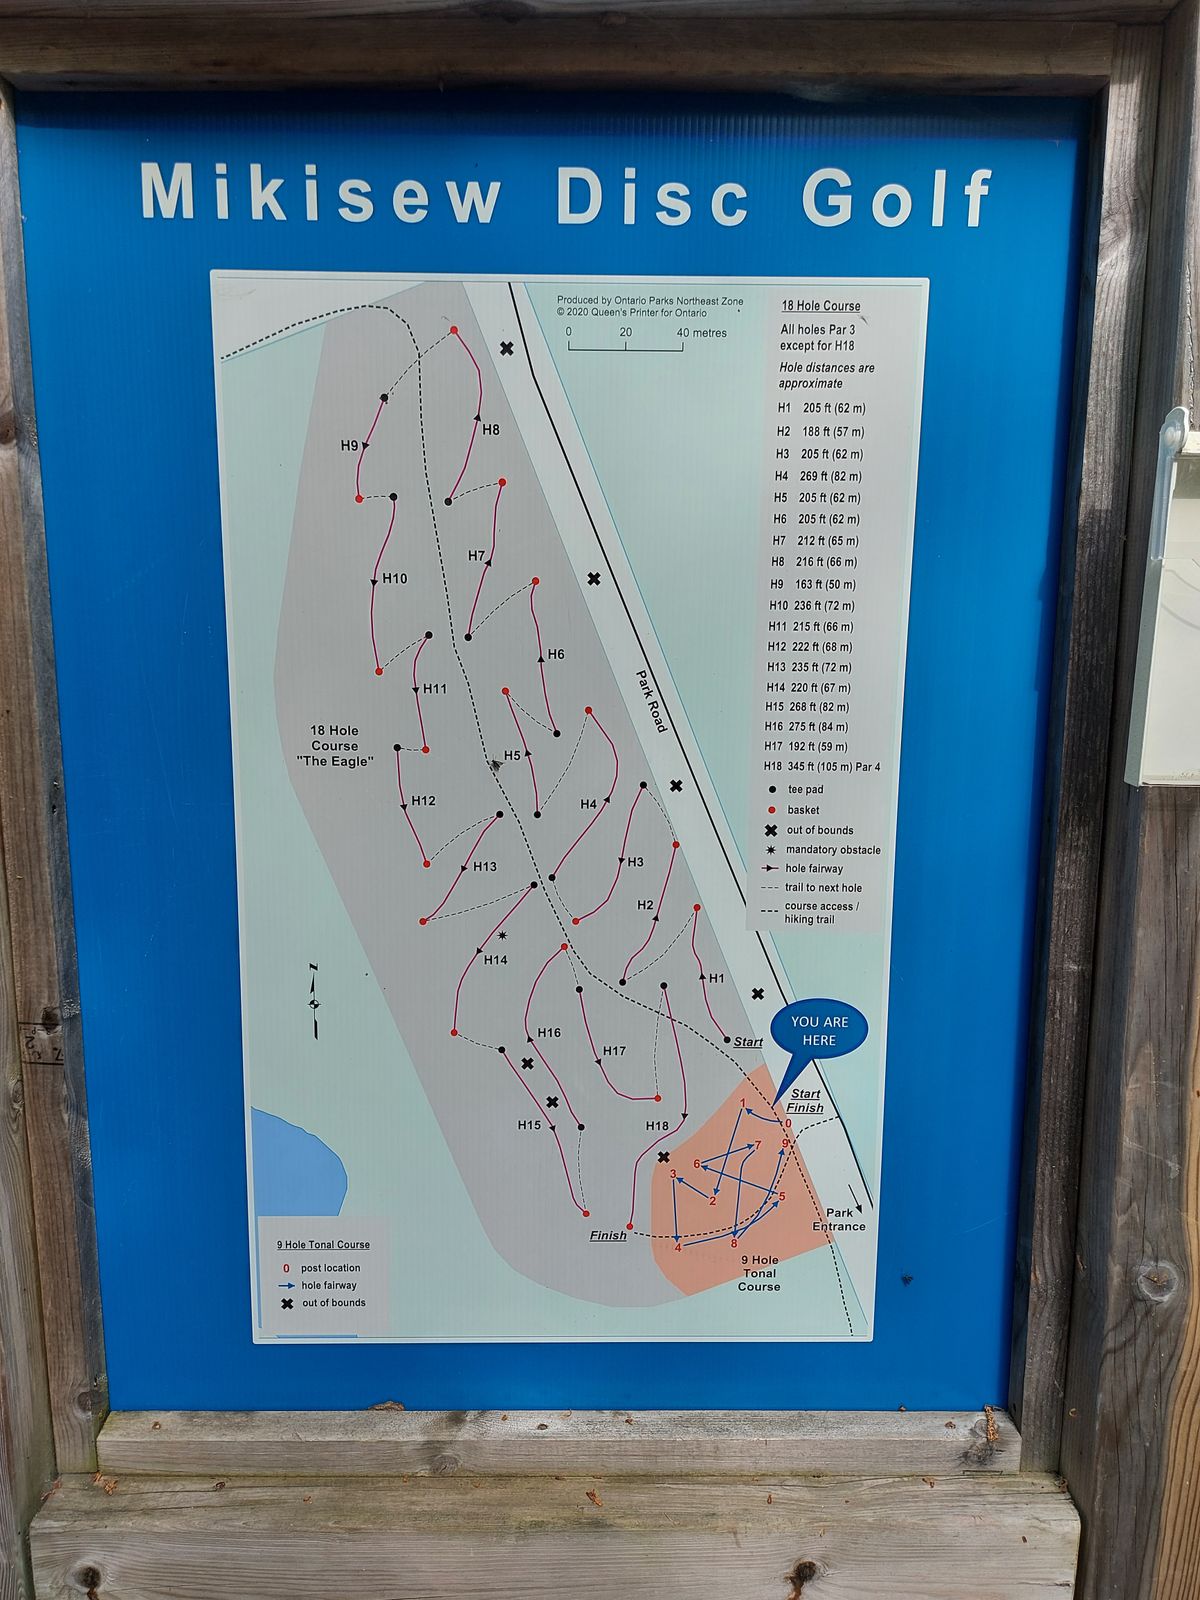 Mikisew Disc Golf
Produced by Ontario Parks Northeast Zone
© 2020 Queen's Printer for Ontario
0 20 40 metres
18 Hole Course
All holes Par 3
except for H18
Hole distances are
approximate
H1 205 ft (62 m)
H2 188 ft (57 m)
H3 205 ft (62 m)
H4 269 ft (82 m)
H5 205 ft (62 m)
H6 205 ft (62 m)
H7 212 ft (65 m)
H8 216 ft (66 m)
H9 163 ft (50 m)
H10 236 ft (72 m)
H11 215 ft (66 m)
H12 222 ft (68 m)
H13 235 ft (72 m)
H14 220 ft (67 m)
H15 268 ft (82 m)
H16 275 ft (84 m)
H17 192 ft (59 m)
H18 345 ft (105 m) Par 4
tee pad
basket
out of bounds
mandatory obstacle
hole fairway
trail to next hole
course access /
hiking trail
H8
H9
H7
H10
H6
H11
Park Road
18 Hole
Course
"The Eagle"
H5
H4
H12
H3
H13
H2
H14
H1
N
H16
H17
Start
YOU ARE
HERE
Start
Finish
H15
H18
1
0
9
7
6
3
2
5
4
8
Finish
Park
Entrance
9 Hole
Tonal
Course
9 Hole Tonal Course
0 post location
hole fairway
out of bounds